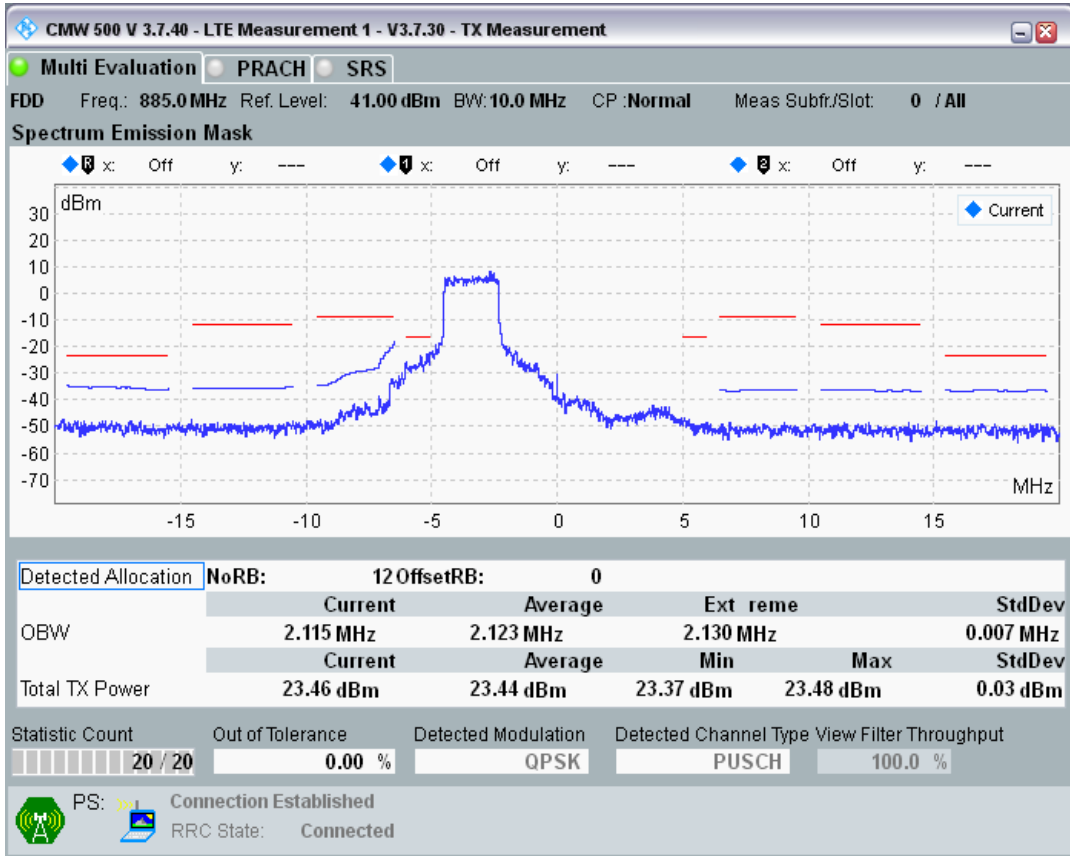 CMW 500 V 3.7.40 - LTE Measurement 1 - V3.7.30 - TX Measurement
Multi Evaluation PRACH SRS
FDD Freq.: 885.0 MHz Ref. Level: 41.00 dBm BW: 10.0 MHz CP :Normal Meas Subfr./Slot: 0 / All
Spectrum Emission Mask
R x: Off y: --- 1 x: Off y: --- 2 x: Off y: ---
dBm
Current
30
20
10
0
-10
-20
-30
-40
-50
-60
-70
MHz
-15 -10 -5 0 5 10 15
Detected Allocation NoRB: 12 OffsetRB: 0
Current Average Ext reme StdDev
OBW 2.115 MHz 2.123 MHz 2.130 MHz 0.007 MHz
Current Average Min Max StdDev
Total TX Power 23.46 dBm 23.44 dBm 23.37 dBm 23.48 dBm 0.03 dBm
Statistic Count Out of Tolerance Detected Modulation Detected Channel Type View Filter Throughput
20 / 20 0.00 % QPSK PUSCH 100.0 %
PS: Connection Established
RRC State: Connected